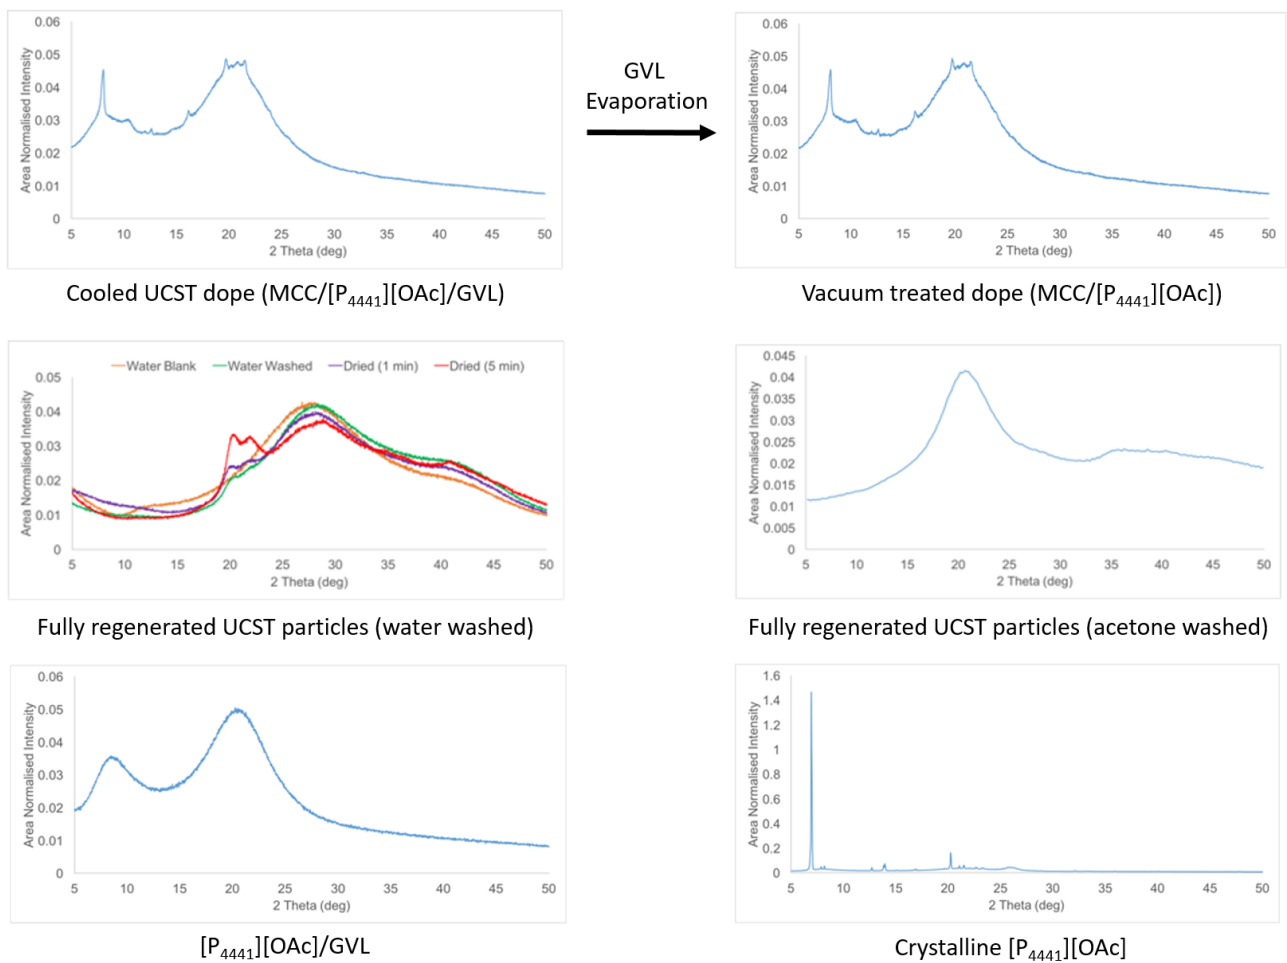 0.06
0.05
0.04
0.03
0.02
0.01
0
Area Normalised Intensity
5 10 15 20 25 30 35 40 45 50
2 Theta (deg)
Cooled UCST dope (MCC/[P4441][OAc]/GVL)
GVL
Evaporation
0.06
0.05
0.04
0.03
0.02
0.01
0
Area Normalised Intensity
5 10 15 20 25 30 35 40 45 50
2 Theta (deg)
Vacuum treated dope (MCC/[P4441][OAc])
Water Blank Water Washed Dried (1 min) Dried (5 min)
0.05
0.04
0.03
0.02
0.01
0
Area Normalised Intensity
5 10 15 20 25 30 35 40 45 50
2 Theta (deg)
Fully regenerated UCST particles (water washed)
0.045
0.04
0.035
0.03
0.025
0.02
0.015
0.01
0.005
0
Area Normalised Intensity
5 10 15 20 25 30 35 40 45 50
2 Theta (deg)
Fully regenerated UCST particles (acetone washed)
0.06
0.05
0.04
0.03
0.02
0.01
0
Area Normalised Intensity
5 10 15 20 25 30 35 40 45 50
2 Theta (deg)
[P4441][OAc]/GVL
1.6
1.4
1.2
1
0.8
0.6
0.4
0.2
0
Area Normalised Intensity
5 10 15 20 25 30 35 40 45 50
2 Theta (deg)
Crystalline [P4441][OAc]